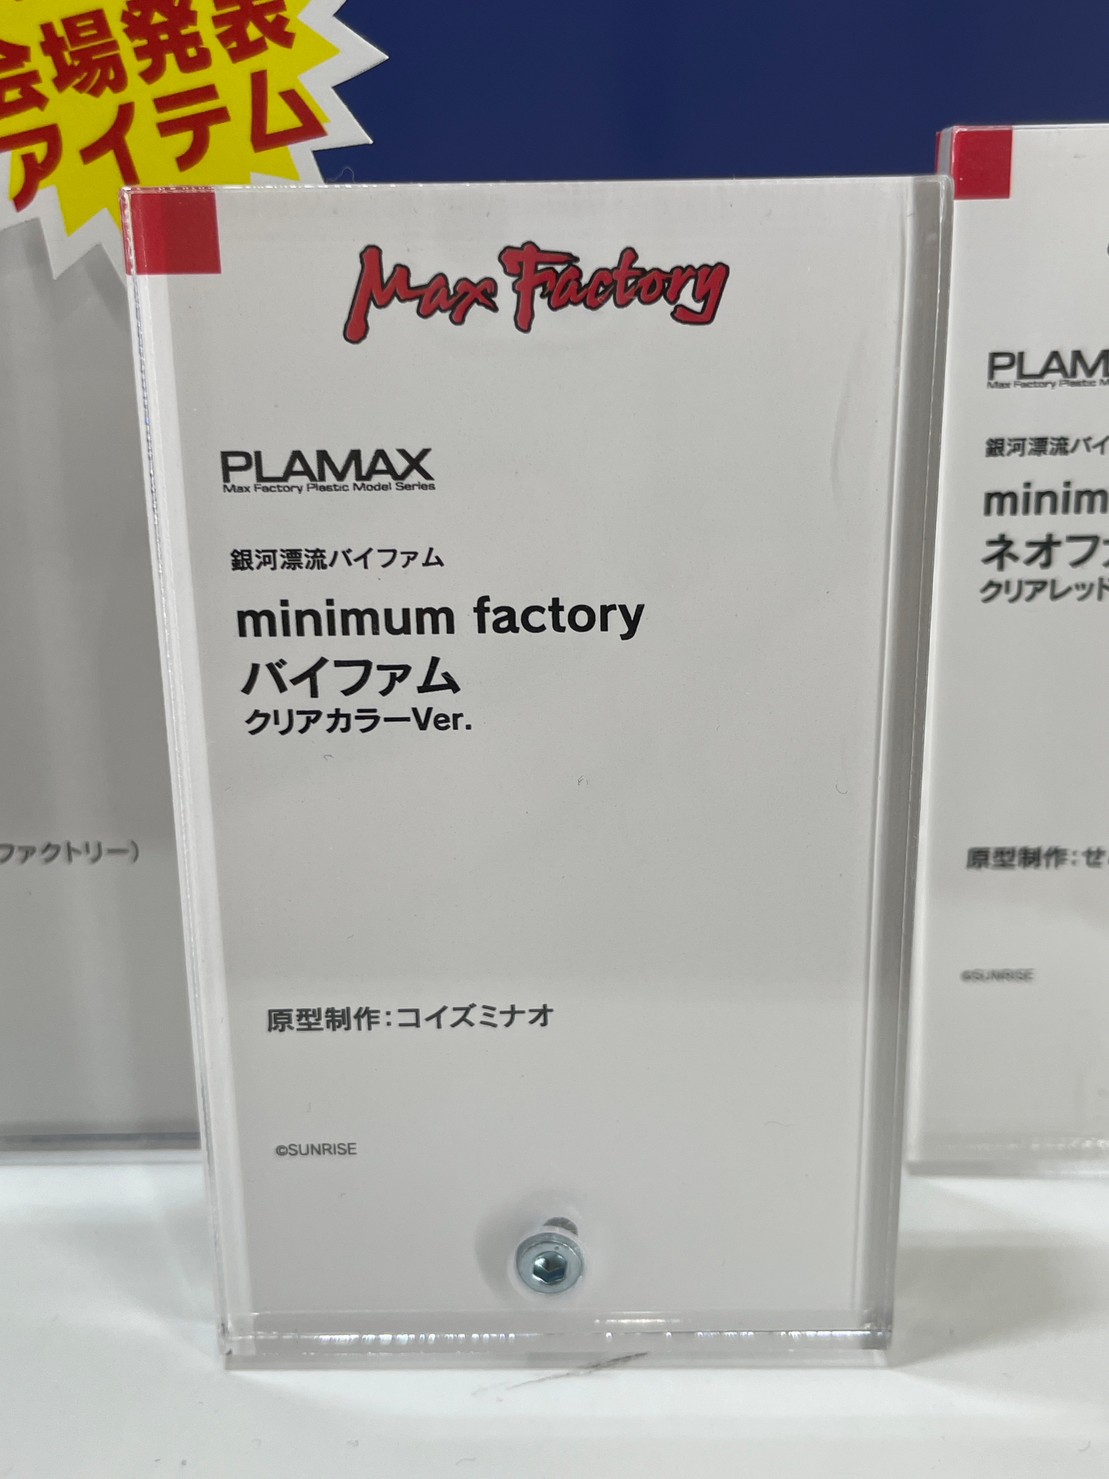 会場発表
アイテム
Max Factory
PLAMAX
Max Factory Plastic Model Series
銀河漂流バイファム
minimum factory
バイファム
クリアカラーVer.
原型制作:コイズミナオ
©SUNRISE
ファクトリー)
PLAM
Max Factory Plastic M
銀河漂流バイ
minim
ネオファ
クリアレッド
原型制作:せ
©SUNRISE